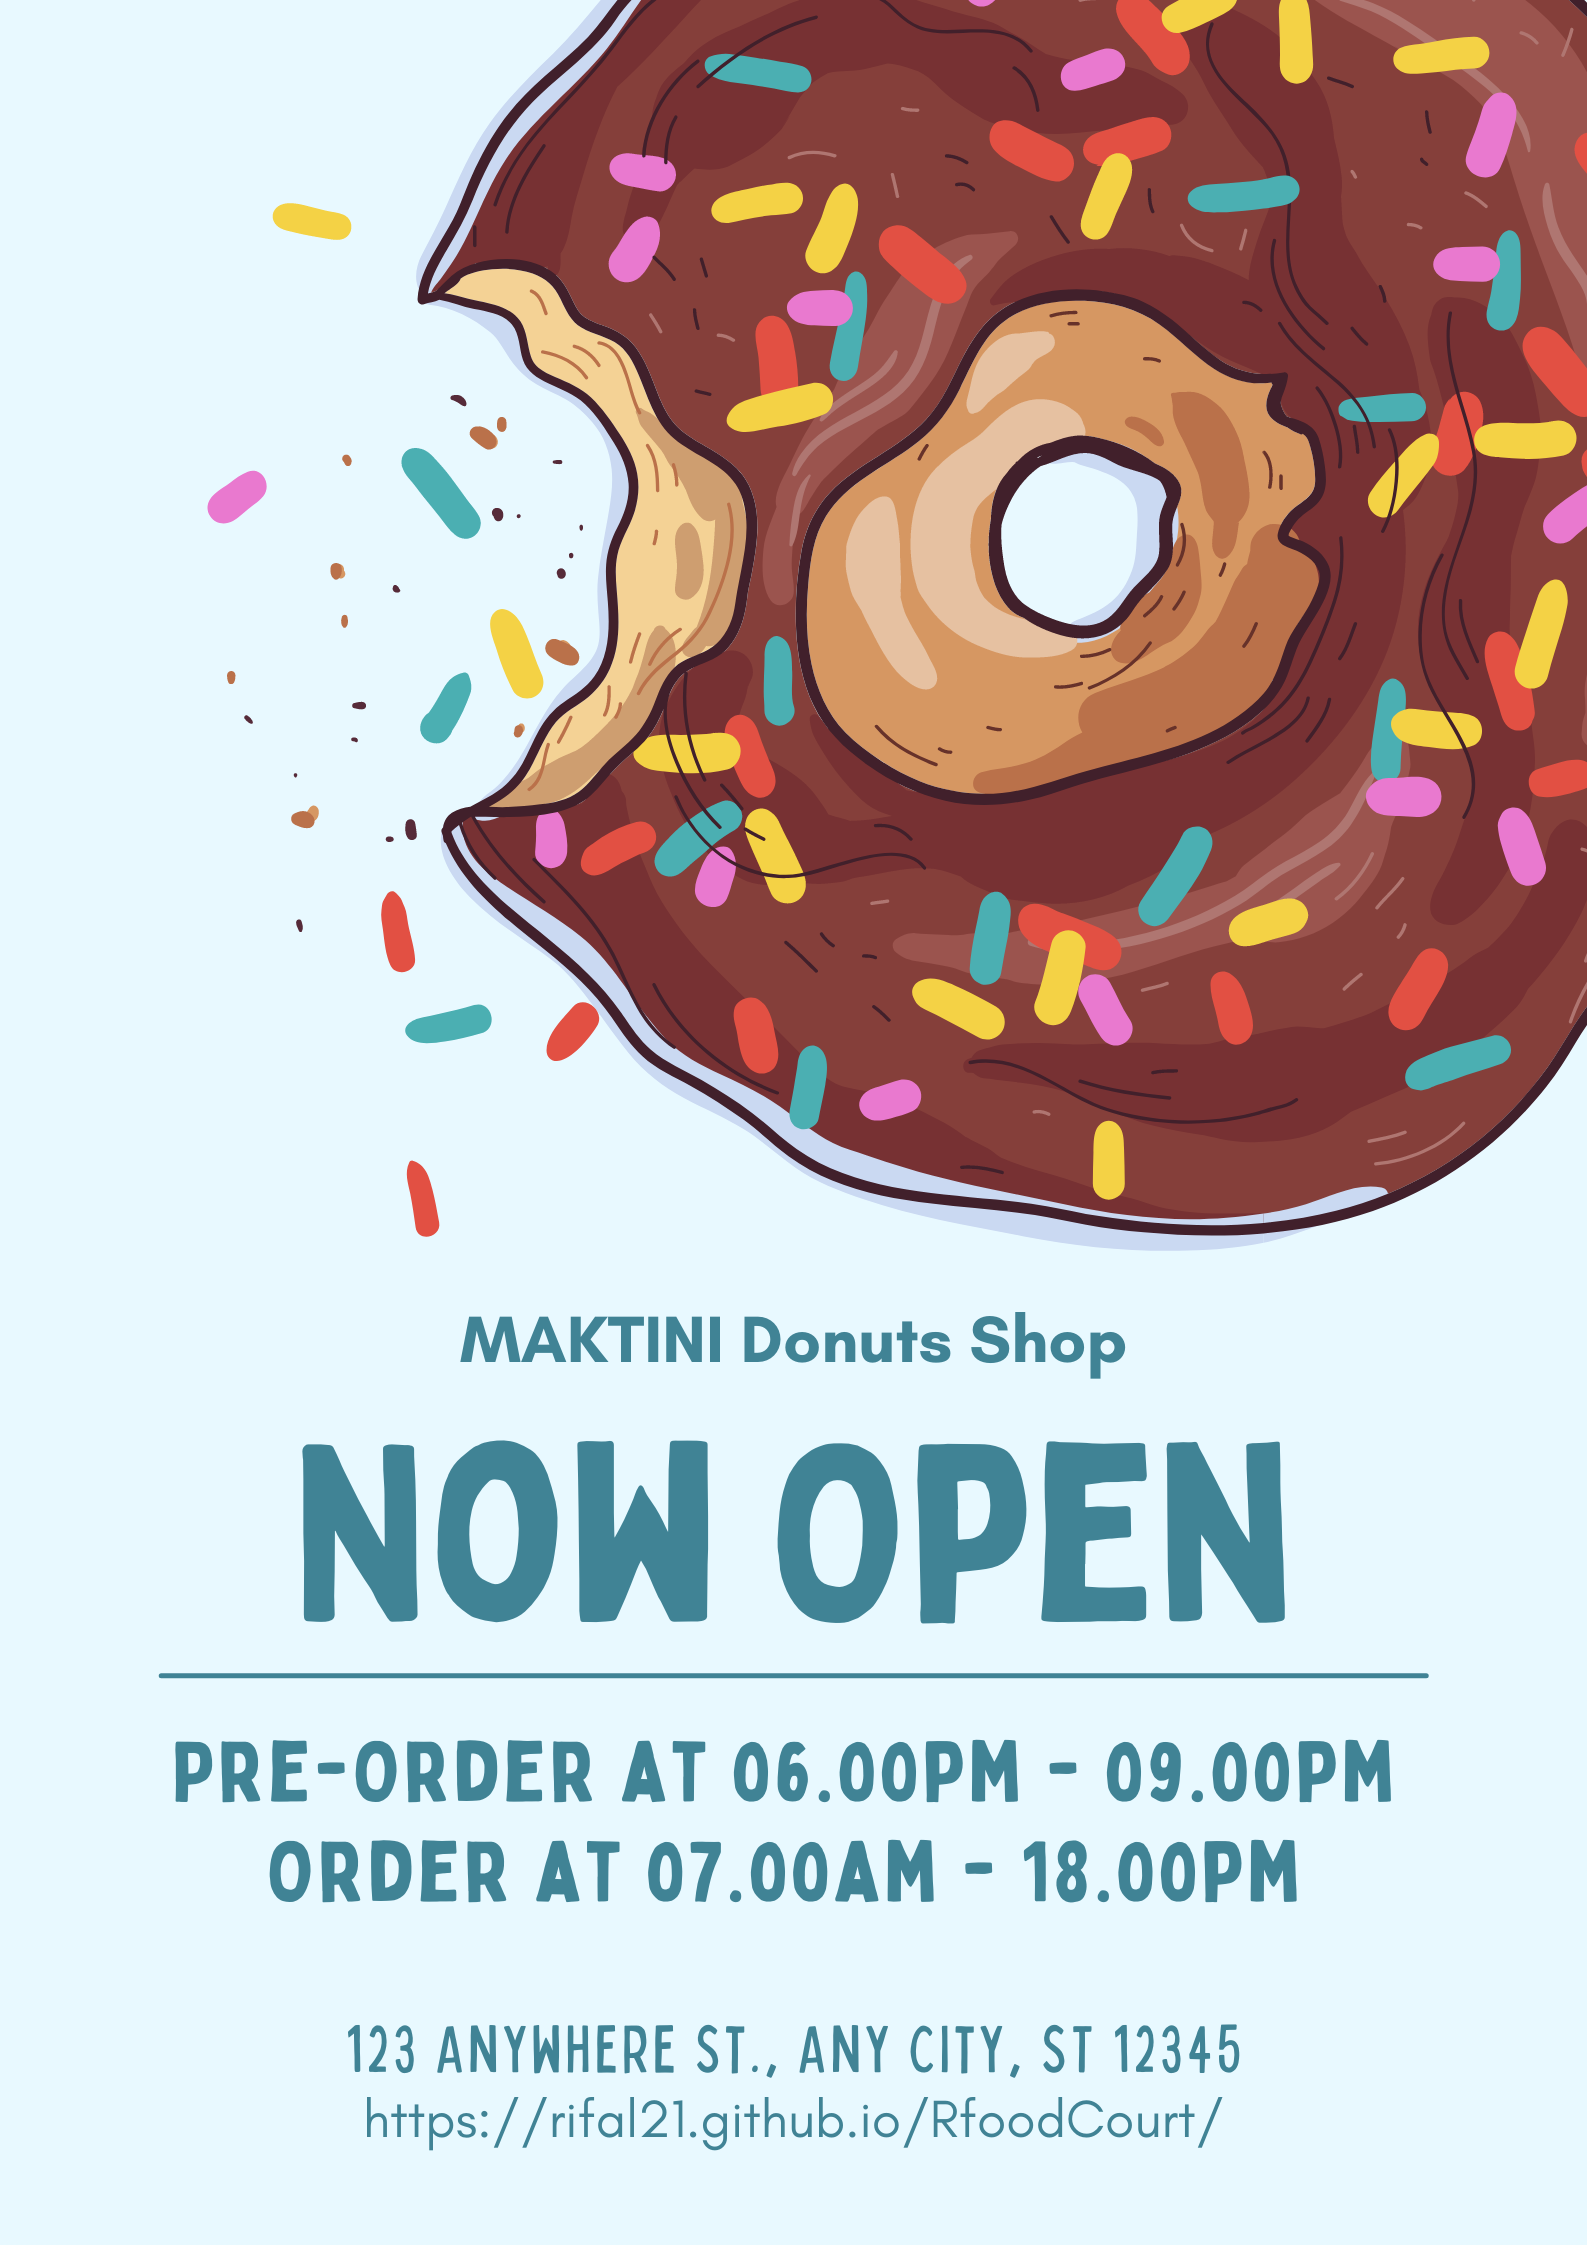 MAKTINI Donuts Shop
NOW OPEN
PRE-ORDER AT 06.00PM - 09.00PM
ORDER AT 07.00AM - 18.00PM
123 ANYWHERE ST., ANY CITY, ST 12345
https://rifal21.github.io/RfoodCourt/